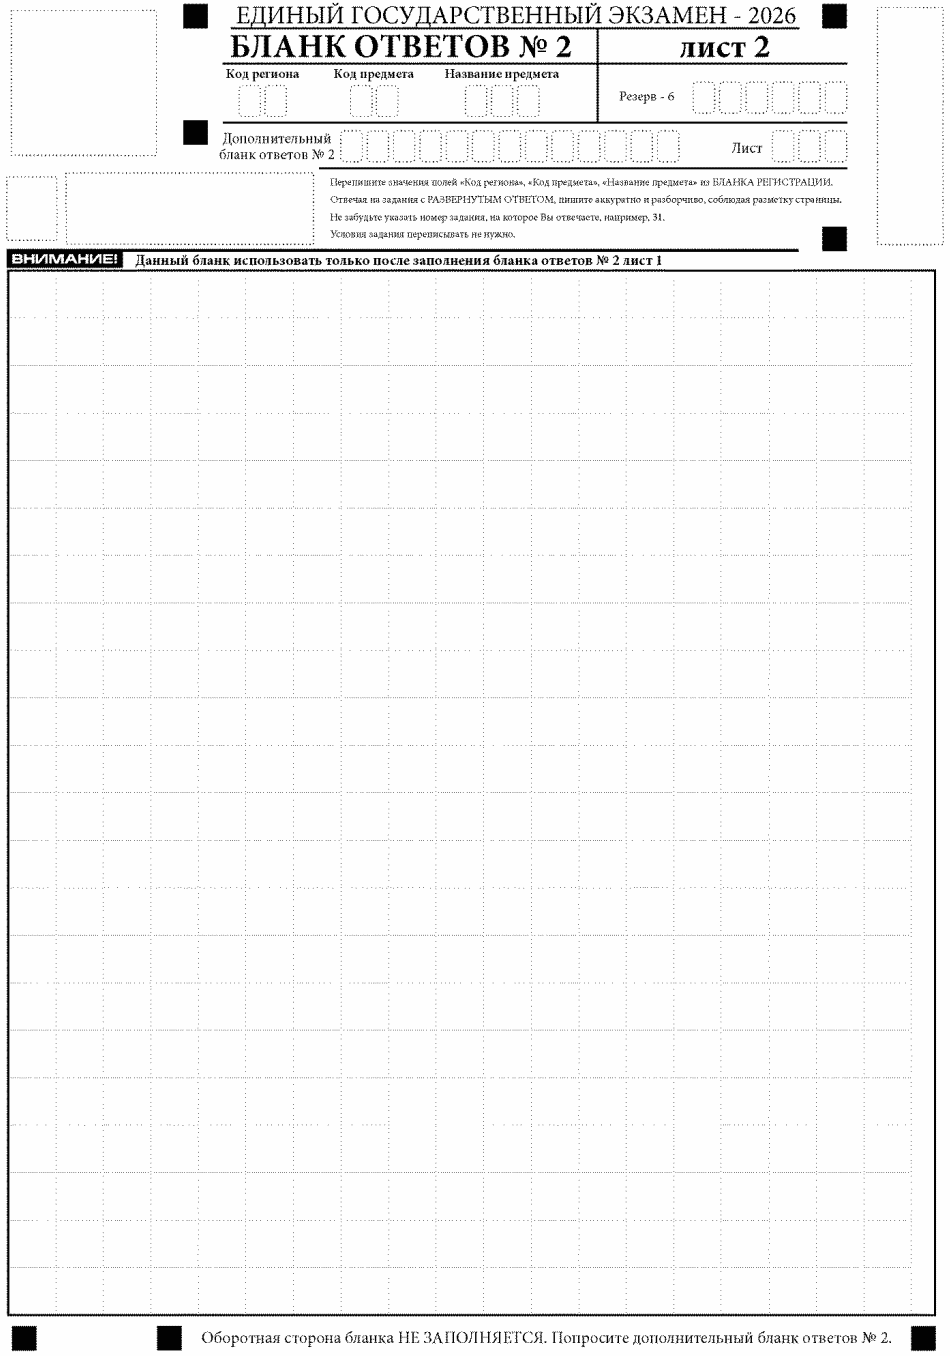 ЕДИНЫЙ ГОСУДАРСТВЕННЫЙ ЭКЗАМЕН - 2026
БЛАНК ОТВЕТОВ № 2 лист 2
Код региона Код предмета Название предмета
Резерв - 6
Дополнительный
бланк ответов № 2
Лист
Перепишите значения полей «Код региона», «Код предмета», «Название предмета» из БЛАНКА РЕГИСТРАЦИИ.
Отвечая на задания с РАЗВЕРНУТЫМ ОТВЕТОМ, пишите аккуратно и разборчиво, соблюдая разметку страницы.
Не забудьте указать номер задания, на которое Вы отвечаете, например, 31.
Условия задания переписывать не нужно.
ВНИМАНИЕ! Данный бланк использовать только после заполнения бланка ответов № 2 лист 1
Оборотная сторона бланка НЕ ЗАПОЛНЯЕТСЯ. Попросите дополнительный бланк ответов № 2.